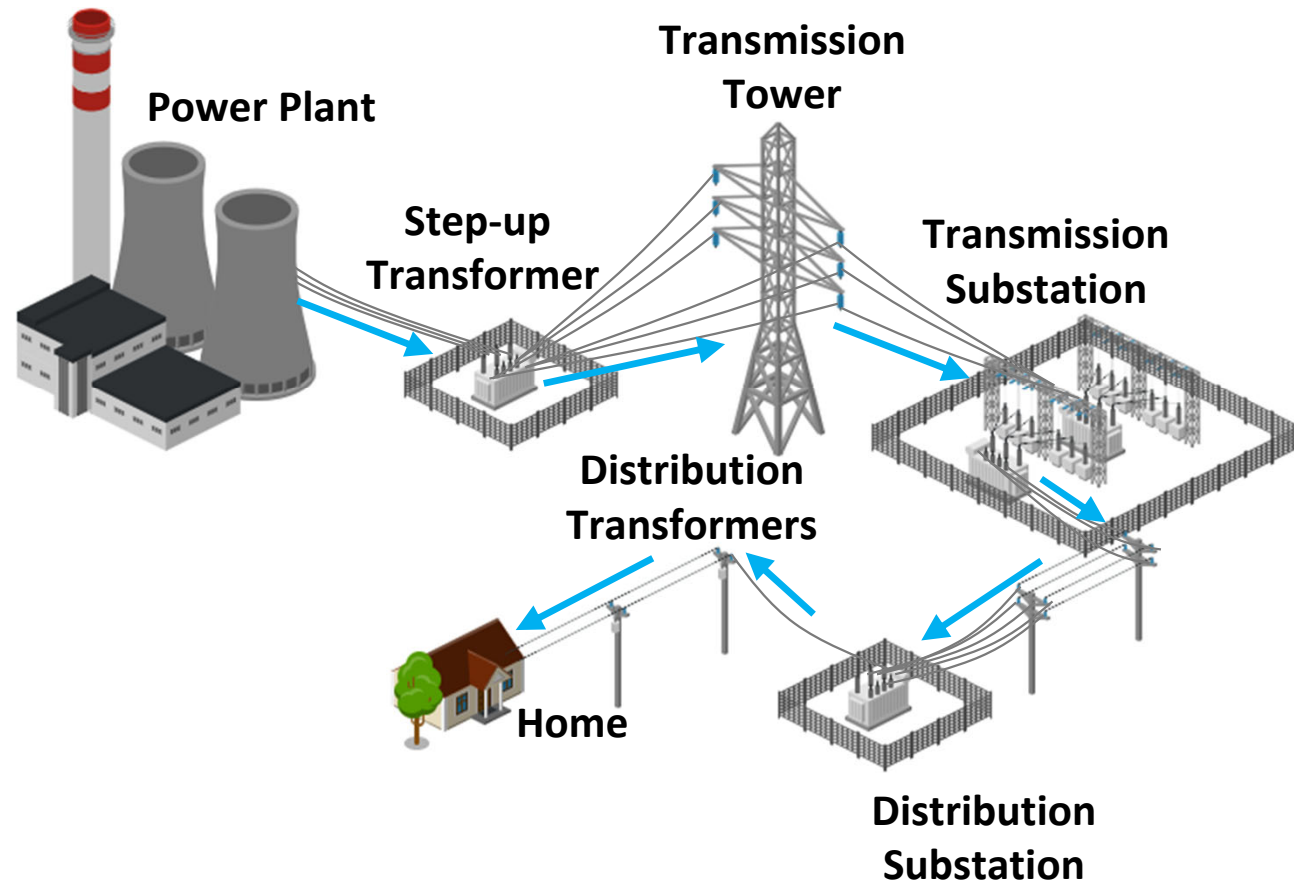 Power Plant
Step-up
Transformer
Transmission
Tower
Transmission
Substation
Distribution
Transformers
Home
Distribution
Substation